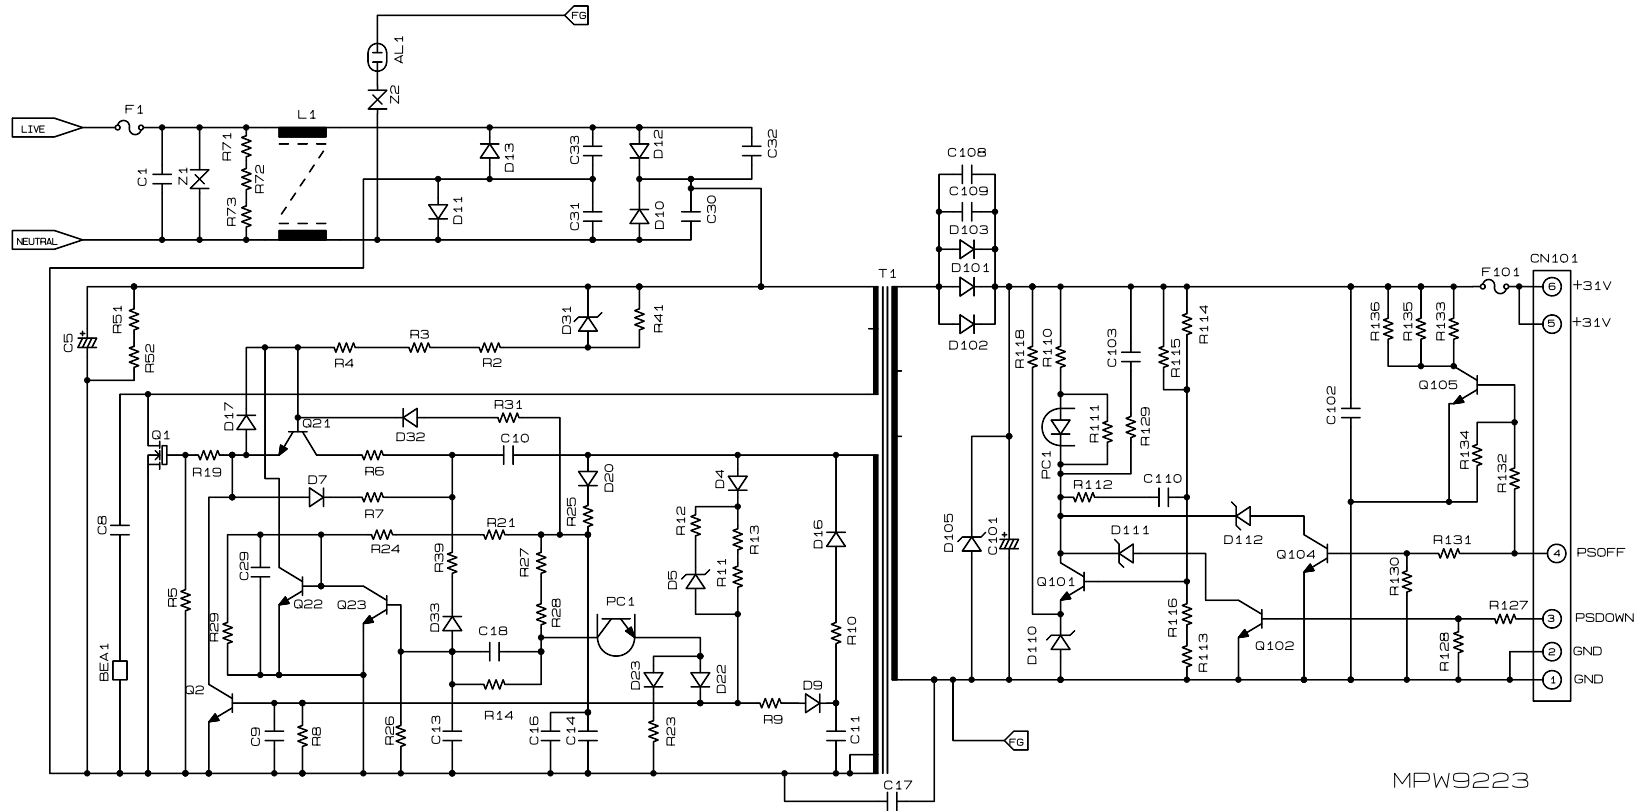 FG
AL1
Z2
F1
L1
LIVE
R71
D13
C33
D12
C32
C108
C1
Z1
R72
C109
R73
D11
C31
D10
C30
D103
NEUTRAL
D101
T1
F101
CN101
6
+31V
R51
D31
R41
C5
R3
R118
R110
C103
R115
R114
R136
R135
R133
5
+31V
R52
R4
R2
D102
Q105
D17
Q21
D32
R31
R111
R129
C102
Q1
C10
PC1
R134
R132
R19
R6
D20
D4
C110
D7
R112
R7
R25
R12
R13
D16
D105
C101
D111
D112
C8
R21
Q104
R131
4
PSOFF
R24
C29
R39
R27
D5
R11
Q101
R130
R5
Q22
Q23
PC1
R127
3
PSDOWN
R29
D33
C18
R28
R10
D110
R116
Q102
R128
2
GND
BEA1
R113
Q2
D23
D22
D9
1
GND
R14
R9
C9
R8
R26
C13
C16
C14
R23
C11
FG
C17
MPW9223